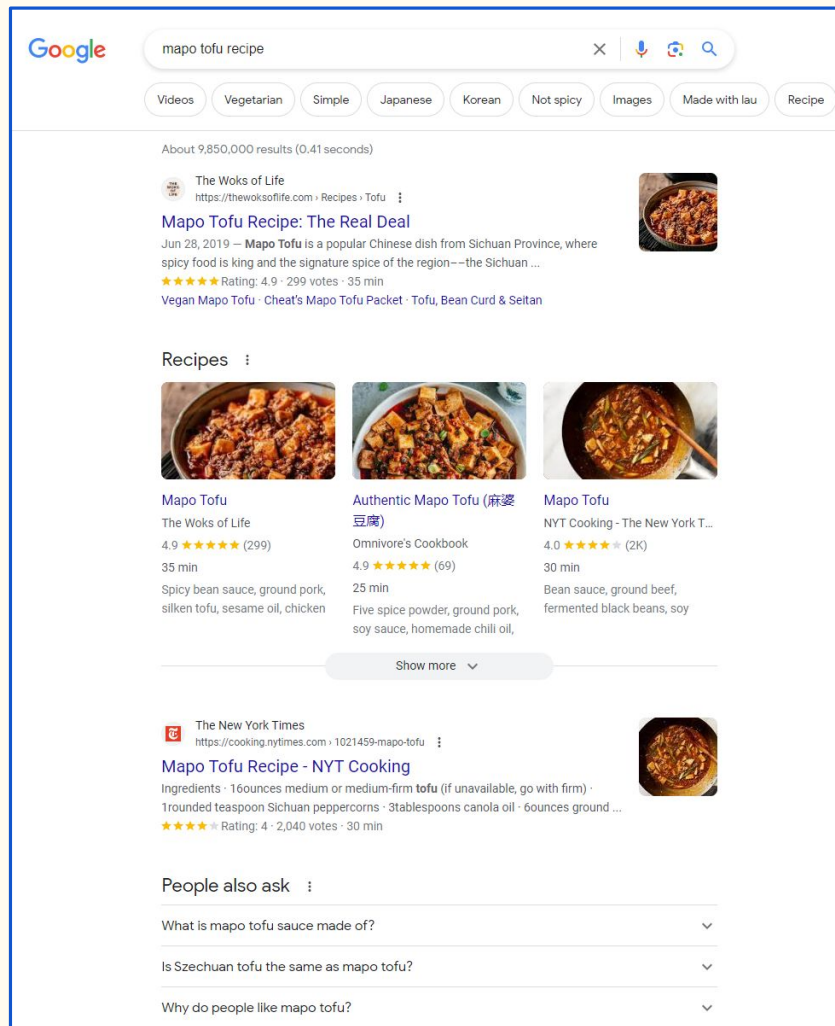 Google
mapo tofu recipe
Videos
Vegetarian
Simple
Japanese
Korean
Not spicy
Images
Made with lau
Recipe
About 9,850,000 results (0.41 seconds)
The Woks of Life
https://thewoksoflife.com › Recipes › Tofu
Mapo Tofu Recipe: The Real Deal
Jun 28, 2019 — Mapo Tofu is a popular Chinese dish from Sichuan Province, where
spicy food is king and the signature spice of the region––the Sichuan ...
Rating: 4.9 · 299 votes · 35 min
Vegan Mapo Tofu · Cheat's Mapo Tofu Packet · Tofu, Bean Curd & Seitan
Recipes
Mapo Tofu
The Woks of Life
4.9 ★★★★★ (299)
35 min
Spicy bean sauce, ground pork,
silken tofu, sesame oil, chicken
Authentic Mapo Tofu (麻婆
豆腐)
Omnivore's Cookbook
4.9 ★★★★★ (69)
25 min
Five spice powder, ground pork,
soy sauce, homemade chili oil,
Mapo Tofu
NYT Cooking - The New York T...
4.0 ★★★★★ (2K)
30 min
Bean sauce, ground beef,
fermented black beans, soy
Show more
The New York Times
https://cooking.nytimes.com › 1021459-mapo-tofu
Mapo Tofu Recipe - NYT Cooking
Ingredients · 16ounces medium or medium-firm tofu (if unavailable, go with firm) ·
1rounded teaspoon Sichuan peppercorns · 3tablespoons canola oil · 6ounces ground ...
Rating: 4 · 2,040 votes · 30 min
People also ask
What is mapo tofu sauce made of?
Is Szechuan tofu the same as mapo tofu?
Why do people like mapo tofu?